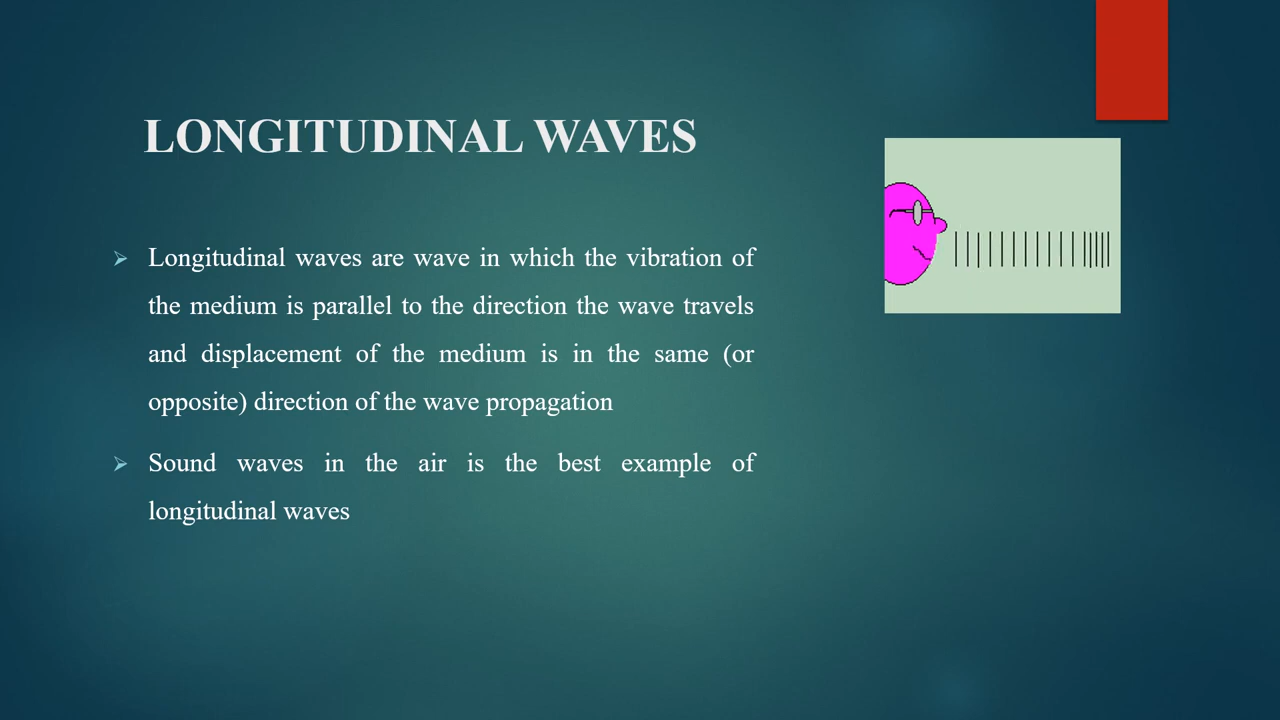 LONGITUDINAL WAVES
Longitudinal waves are wave in which the vibration of
the medium is parallel to the direction the wave travels
and displacement of the medium is in the same (or
opposite) direction of the wave propagation
Sound waves in the air is the best example of
longitudinal waves